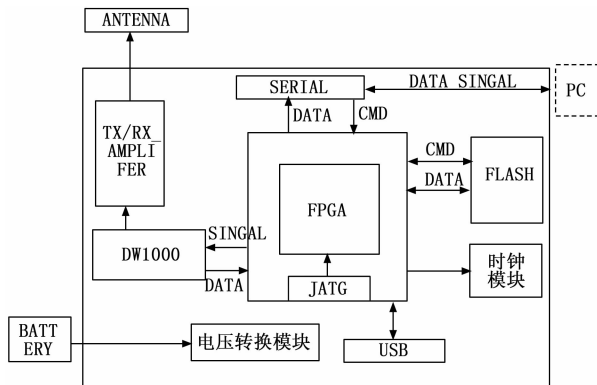 ANTENNA
SERIAL
DATA SINGAL
PC
DATA
CMD
TX/RX_
AMPLI
FER
FPGA
CMD
DATA
FLASH
SINGAL
DW1000
DATA
JATG
时钟
模块
BATT
ERY
电压转换模块
USB